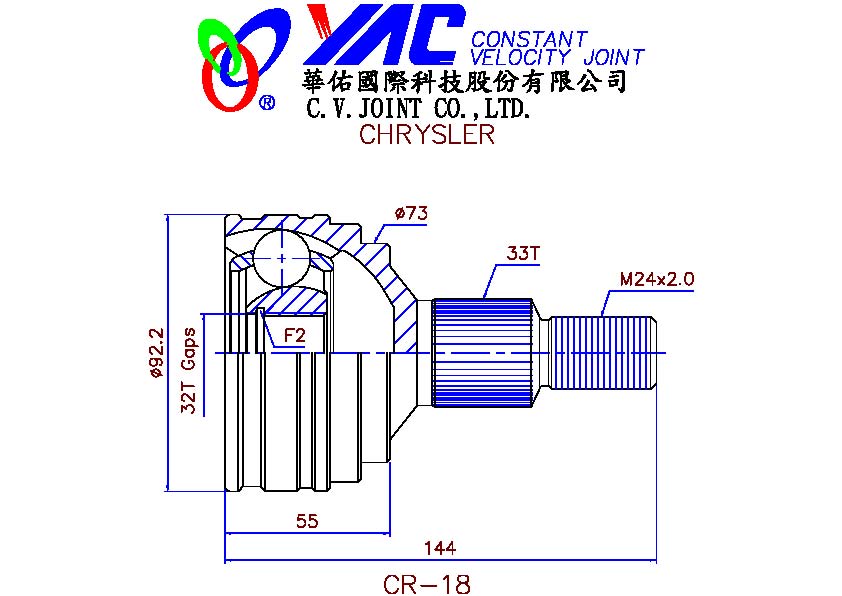 YAC CONSTANT
VELOCITY JOINT
®
華佑國際科技股份有限公司
C.V.JOINT CO.,LTD.
CHRYSLER
ø73
33T
M24x2.0
F2
ø92.2
32T Gaps
55
144
CR-18